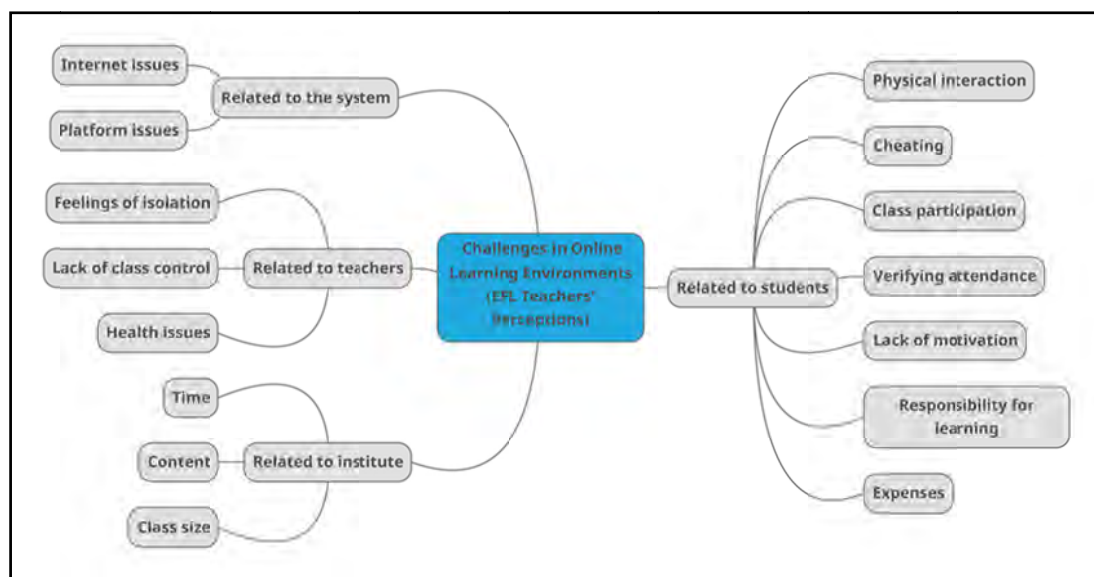 Internet issues
Related to the system
Platform issues
Feelings of isolation
Lack of class control
Related to teachers
Health issues
Time
Content
Related to institute
Class size
Challenges in Online
Learning Environments
(EFL Teachers'
Perceptions)
Related to students
Physical interaction
Cheating
Class participation
Verifying attendance
Lack of motivation
Responsibility for
learning
Expenses